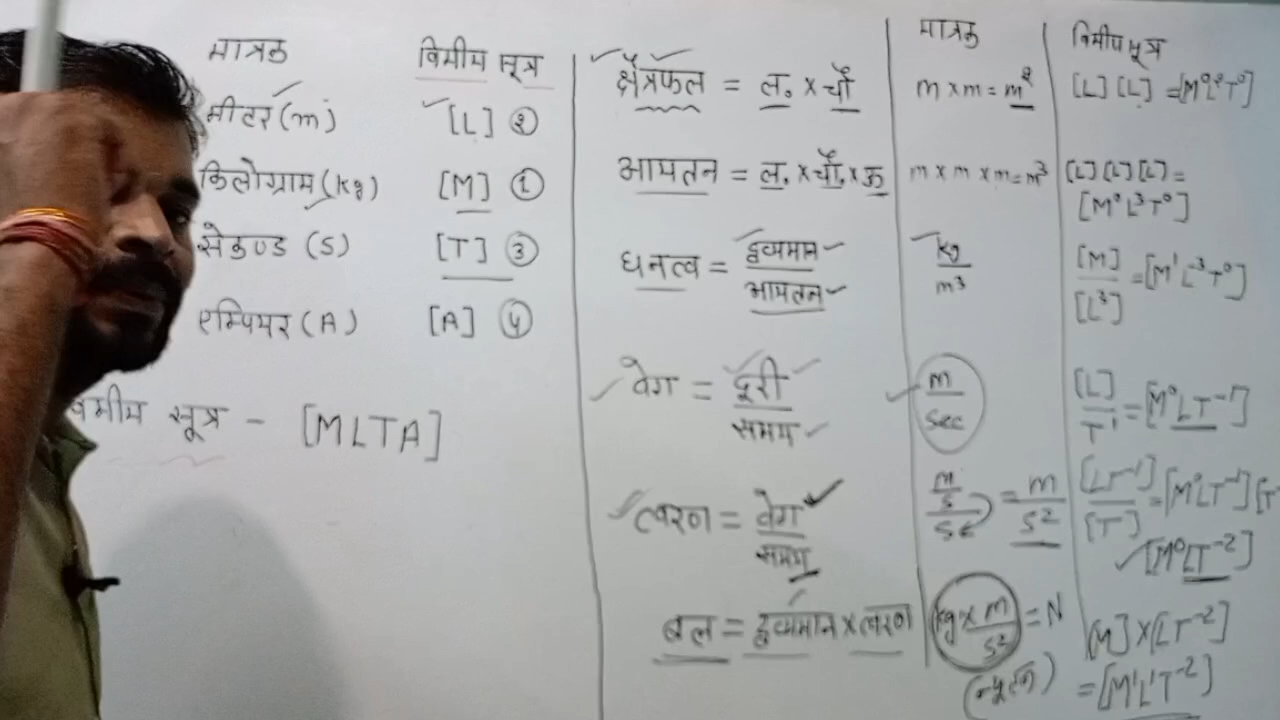 मात्रक विमीय सूत्र
मीटर (m) [L] ②
किलोग्राम (kg) [M] ①
सेकण्ड (S) [T] ③
एम्पियर (A) [A] ④
विमीय सूत्र - [MLTA]
मात्रक विमीय सूत्र
क्षेत्रफल = ल. × चौ m × m = m² [L] [L] = [M⁰L²T⁰]
आयतन = ल. × चौ. × ऊ m × m × m = m³ [L] [L] [L] =
[M⁰L³T⁰]
घनत्व = द्रव्यमान / आयतन kg / m³ [M] / [L³] = [M¹L⁻³T⁰]
वेग = दूरी / समय m / sec [L] / T¹ = [M⁰LT⁻¹]
त्वरण = वेग / समय m/s / sec = m / s² [LT⁻¹] / [T] = [M⁰LT⁻¹] [T
[M⁰LT⁻²]
बल = द्रव्यमान × त्वरण kg × m / s² = N [M] × [LT⁻²]
(न्यूटन) = [M¹L¹T⁻²]